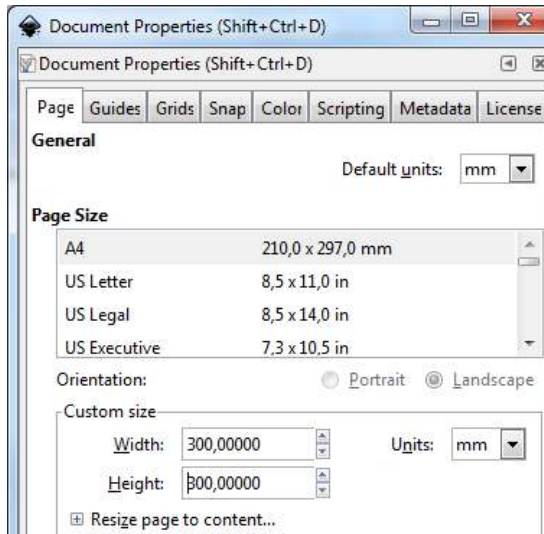 Document Properties (Shift+Ctrl+D)
Document Properties (Shift+Ctrl+D)
Page Guides Grids Snap Color Scripting Metadata License
General
Default units: mm
Page Size
A4 210,0 x 297,0 mm
US Letter 8,5 x 11,0 in
US Legal 8,5 x 14,0 in
US Executive 7,3 x 10,5 in
Orientation: Portrait Landscape
Custom size
Width: 300,00000 Units: mm
Height: 300,00000
Resize page to content...